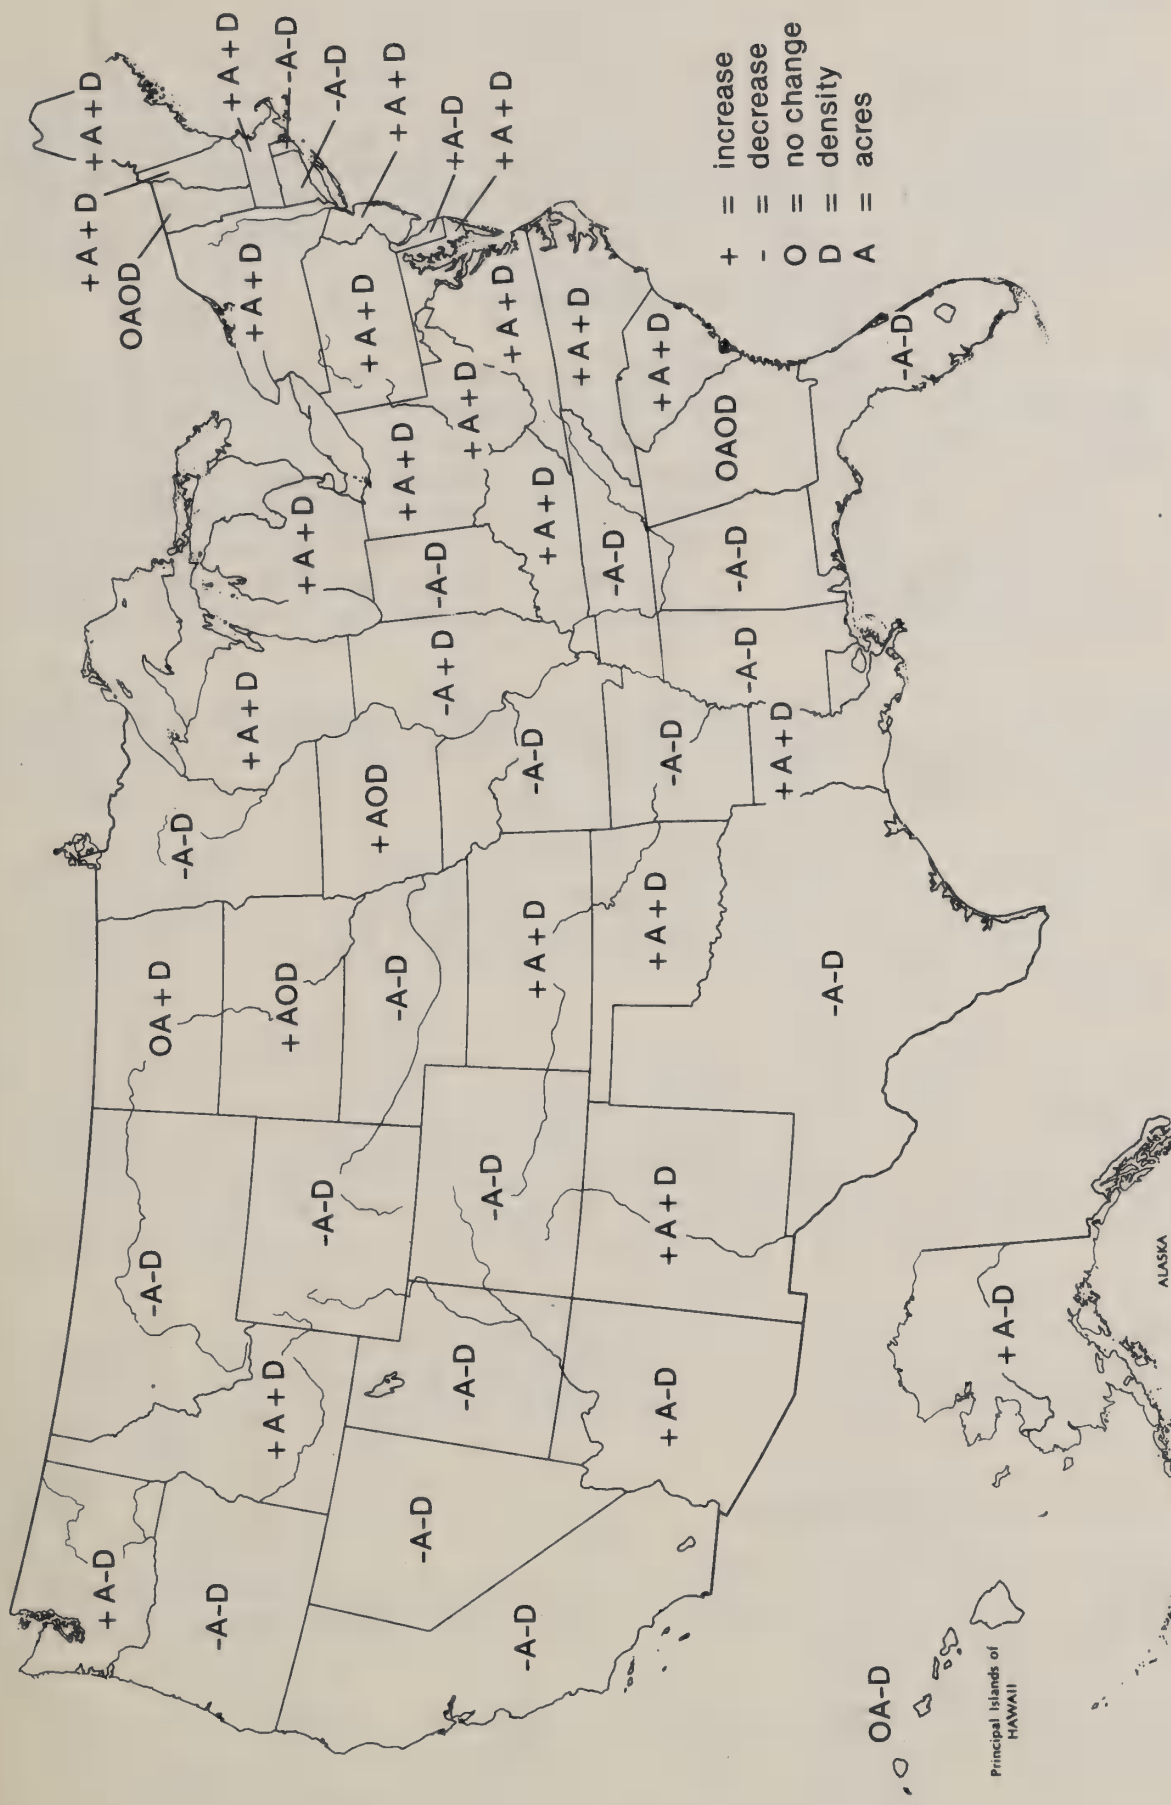 +A+D
+A+D
OAOD
+A-D
-A-D
OA+D
-A-D
+A+D
+A+D
+A+D
-A-D
-A-D
+A+D
-A-D
+AOD
+A+D
+A+D
-A-D
+A+D
+A+D
-A-D
-A-D
-A-D
+AOD
-A+D
-A-D
+A+D
+A-D
+A+D
+A+D
+A+D
-A-D
-A-D
-A-D
+A+D
-A-D
+A+D
-A-D
+A+D
+A-D
+A+D
+A+D
-A-D
-A-D
-A-D
OAOD
+A+D
+A+D
-A-D
-A-D
OA-D
Principal Islands of
HAWAII
+A-D
ALASKA
+ = increase
- = decrease
O = no change
D = density
A = acres